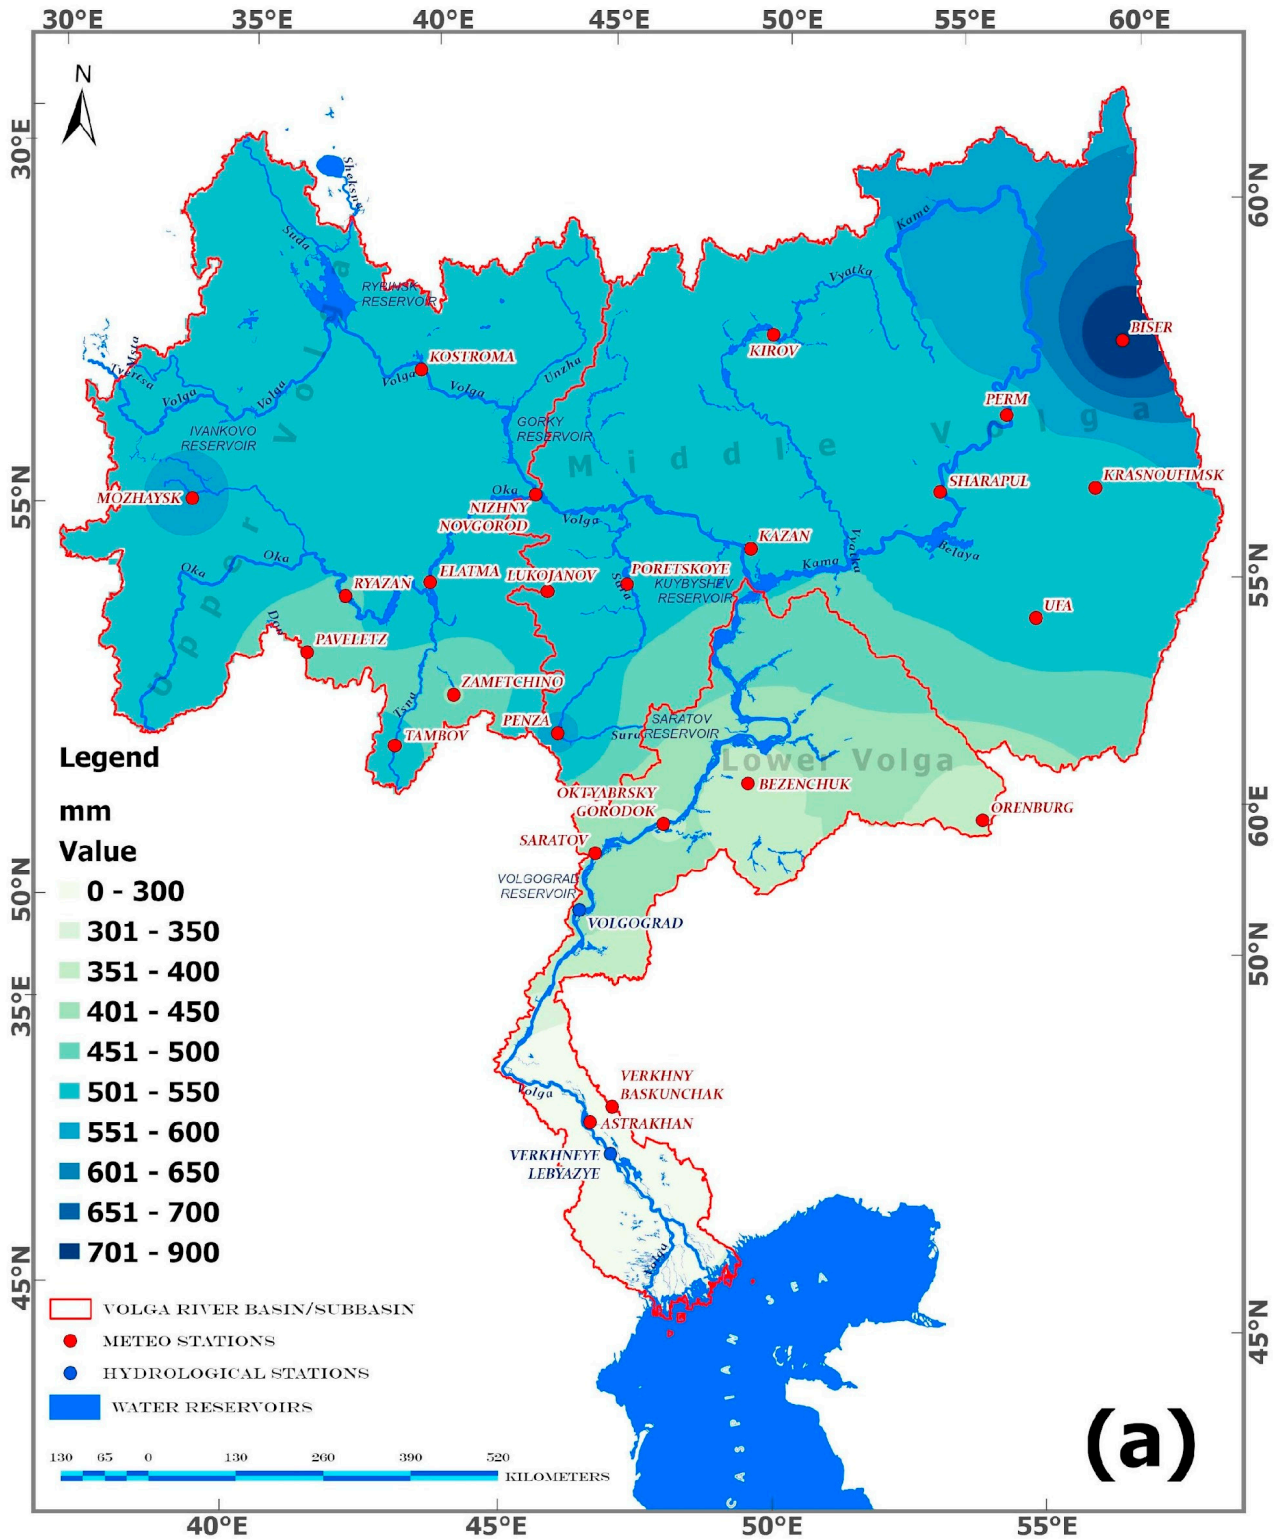 30°E 35°E 40°E 45°E 50°E 55°E 60°E
N
30°E
60°N
Sheksna
Suda
Kama
Vyatka
RYBINSK
RESERVOIR
BISER
Msta
KIROV
KOSTROMA
Tvertsa
Volga
Volga
Volga
Volga
Unzha
PERM
IVANKOVO
RESERVOIR
GORKY
RESERVOIR
Upper Volga
Middle Volga
MOZHAYSK
KRASNOUFIMSK
SHARAPUL
55°N
Oka
NIZHNY
NOVGOROD
Volga
KAZAN
Vyatka
Belaya
Oka
Oka
Kama
RYAZAN
ELATMA
LUKOJANOV
PORETSKOYE
Sura
KUYBYSHEV
RESERVOIR
55°N
Don
UFA
PAVELETZ
ZAMETCHINO
Tsna
TAMBOV
PENZA
Sura
SARATOV
RESERVOIR
Lower Volga
BEZENCHUK
OKTYABRSKY
GORODOK
ORENBURG
60°E
SARATOV
VOLGOGRAD
RESERVOIR
VOLGOGRAD
50°N
50°N
35°E
Legend
mm
Value
0 - 300
301 - 350
351 - 400
401 - 450
451 - 500
501 - 550
551 - 600
601 - 650
651 - 700
701 - 900
Volga
VERKHNY
BASKUNCHAK
ASTRAKHAN
VERKHNEYE
LEBYAZYE
Volga
CASPIAN SEA
45°N
45°N
VOLGA RIVER BASIN/SUBBASIN
METEO STATIONS
HYDROLOGICAL STATIONS
WATER RESERVOIRS
130 65 0 130 260 390 520
KILOMETERS
(a)
40°E 45°E 50°E 55°E